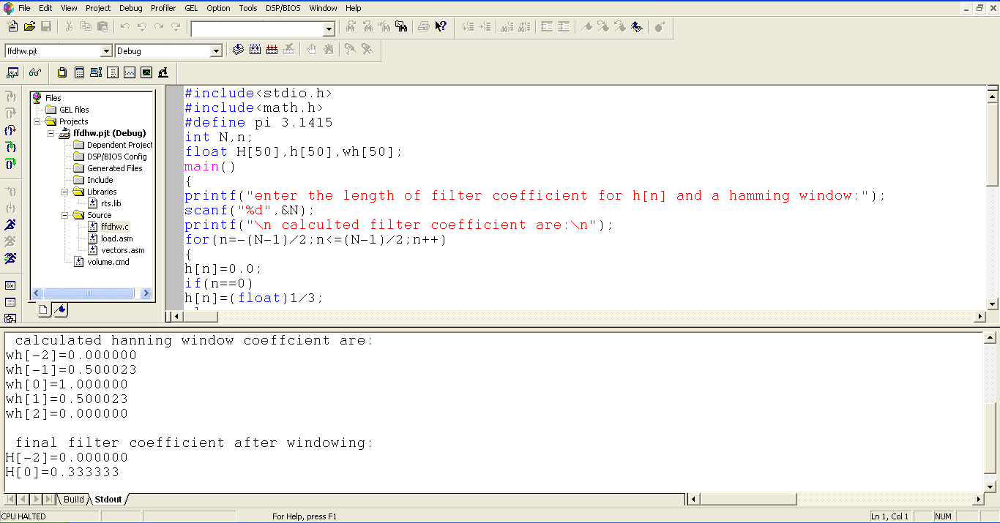 File Edit View Project Debug Profiler GEL Option Tools DSP/BIOS Window Help
ffdhw.pjt Debug
Files
GEL files
Projects
ffdhw.pjt (Debug)
Dependent Project
DSP/BIOS Config
Generated Files
Include
Libraries
rts.lib
Source
ffdhw.c
load.asm
vectors.asm
volume.cmd
#include<stdio.h>
#include<math.h>
#define pi 3.1415
int N,n;
float H[50],h[50],wh[50];
main()
{
printf("enter the length of filter coefficient for h[n] and a hamming window:");
scanf("%d",&N);
printf("\n calculted filter coefficient are:\n");
for(n=-(N-1)/2;n<=(N-1)/2;n++)
{
h[n]=0.0;
if(n==0)
h[n]=(float)1/3;
calculated hanning window coeffcient are:
wh[-2]=0.000000
wh[-1]=0.500023
wh[0]=1.000000
wh[1]=0.500023
wh[2]=0.000000
final filter coefficient after windowing:
H[-2]=0.000000
H[0]=0.333333
Build Stdout
CPU HALTED For Help, press F1 Ln 1, Col 1 NUM